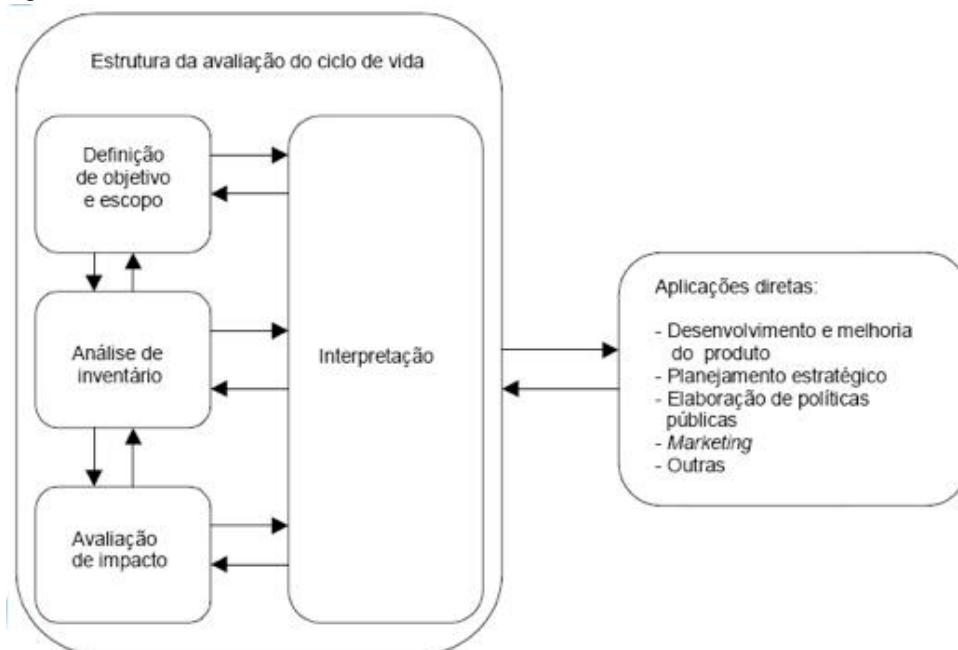 Estrutura da avaliação do ciclo de vida
Definição
de objetivo
e escopo
Análise de
inventário
Avaliação
de impacto
Interpretação
Aplicações diretas:
- Desenvolvimento e melhoria
do produto
- Planejamento estratégico
- Elaboração de políticas
públicas
- Marketing
- Outras